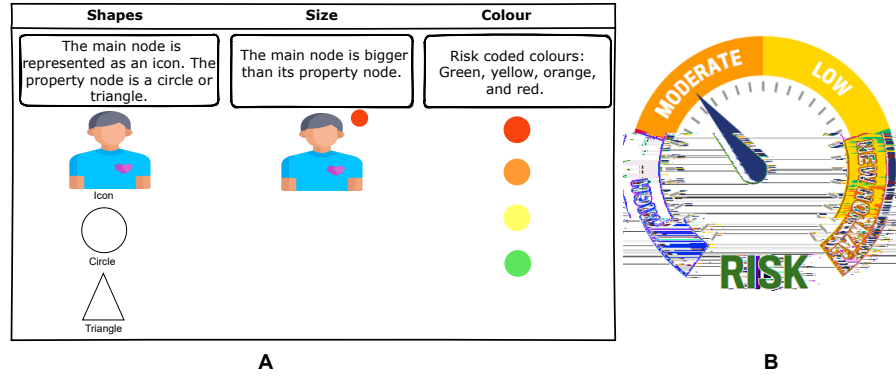 Shapes
Size
Colour
The main node is
represented as an icon. The
property node is a circle or
triangle.
The main node is bigger
than its property node.
Risk coded colours:
Green, yellow, orange,
and red.
Icon
Circle
Triangle
A
MODERATE
LOW
HIGH
NEW NORMAL
RISK
B